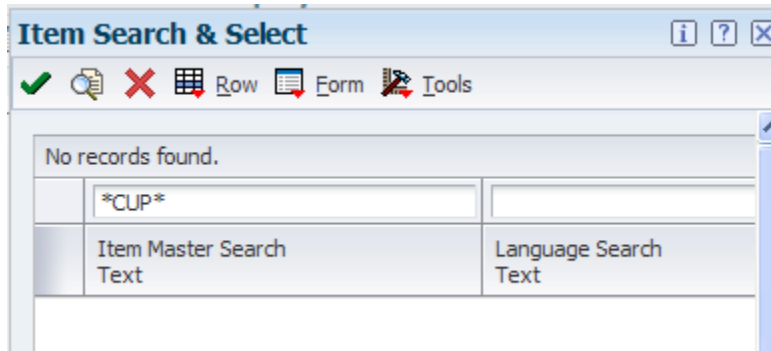 Item Search & Select
Row Form Tools
No records found.
*CUP*
Item Master Search Text
Language Search Text